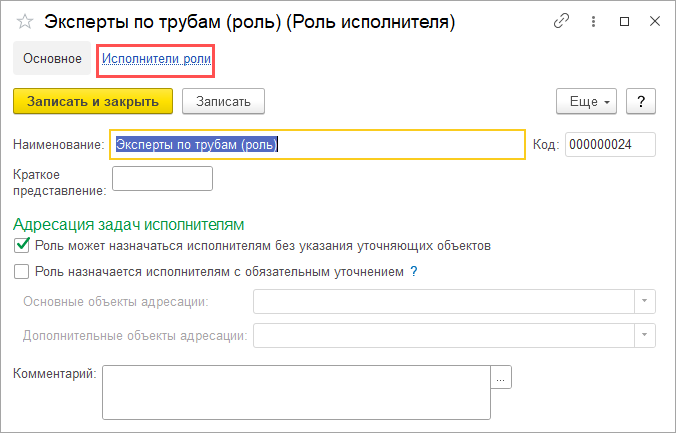 Эксперты по трубам (роль) (Роль исполнителя)
Основное Исполнители роли
Записать и закрыть Записать Еще ?
Наименование: Эксперты по трубам (роль) Код: 000000024
Краткое
представление:
Адресация задач исполнителям
Роль может назначаться исполнителям без указания уточняющих объектов
Роль назначается исполнителям с обязательным уточнением ?
Основные объекты адресации:
Дополнительные объекты адресации:
Комментарий: ...